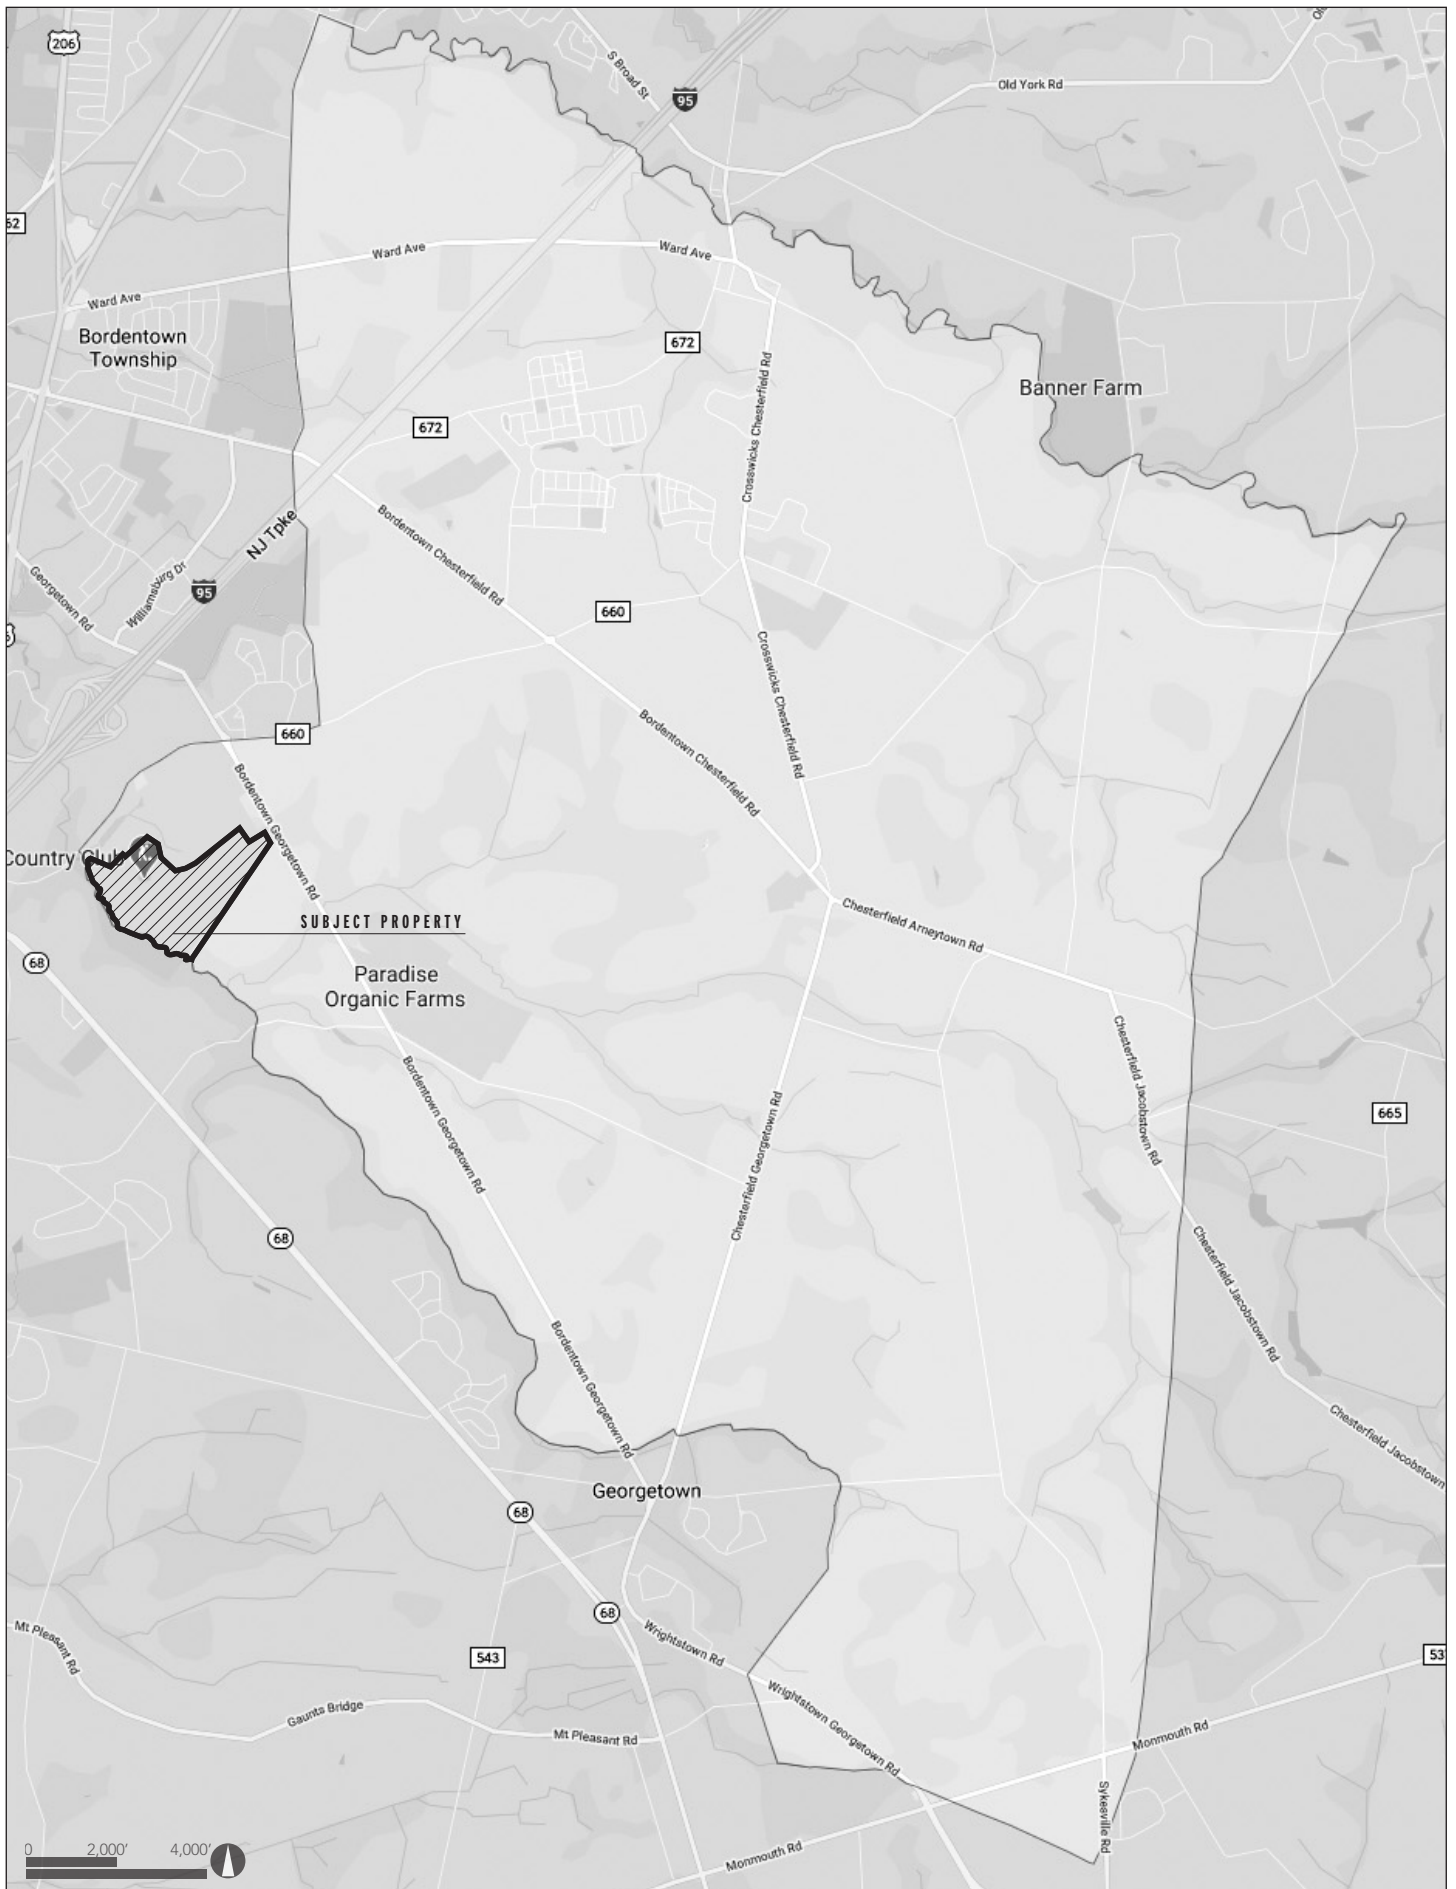 206
S Broad St
95
Old York Rd
62
Ward Ave
Ward Ave
Ward Ave
Bordentown
Township
672
Banner Farm
672
Crosswicks Chesterfield Rd
NJ Tpke
Bordentown Chesterfield Rd
Georgetown Rd
Williamsburg Dr
95
660
Crosswicks Chesterfield Rd
660
Bordentown Chesterfield Rd
Bordentown Georgetown Rd
Country Club
SUBJECT PROPERTY
Chesterfield Arneytown Rd
68
Paradise
Organic Farms
Chesterfield Jacobstown Rd
Bordentown Georgetown Rd
665
Chesterfield Georgetown Rd
68
Chesterfield Jacobstown Rd
Bordentown Georgetown Rd
Chesterfield Jacobstown
Georgetown
68
68
Mt Pleasant Rd
543
Wrightstown Rd
53
Wrightstown Georgetown Rd
Gaunts Bridge
Mt Pleasant Rd
Monmouth Rd
Sykesville Rd
0 2,000' 4,000'
Monmouth Rd